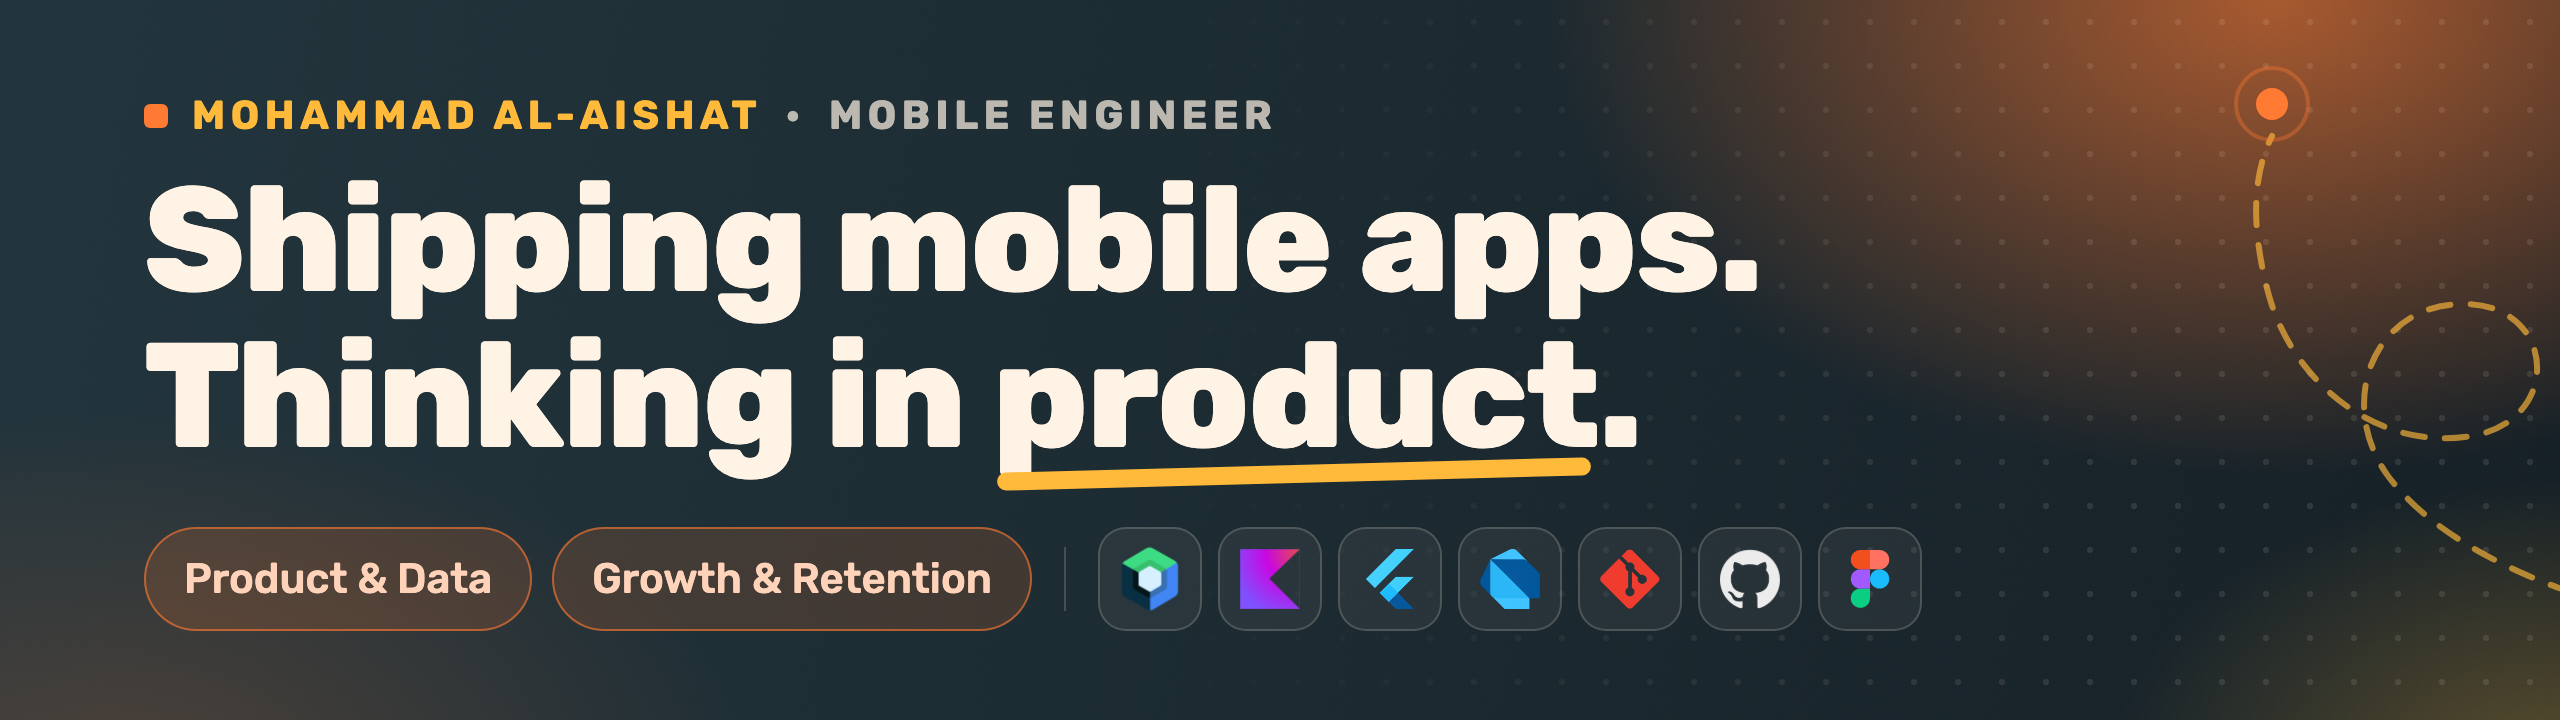 MOHAMMAD AL-AISHAT • MOBILE ENGINEER
Shipping mobile apps.
Thinking in product.
Product & Data
Growth & Retention